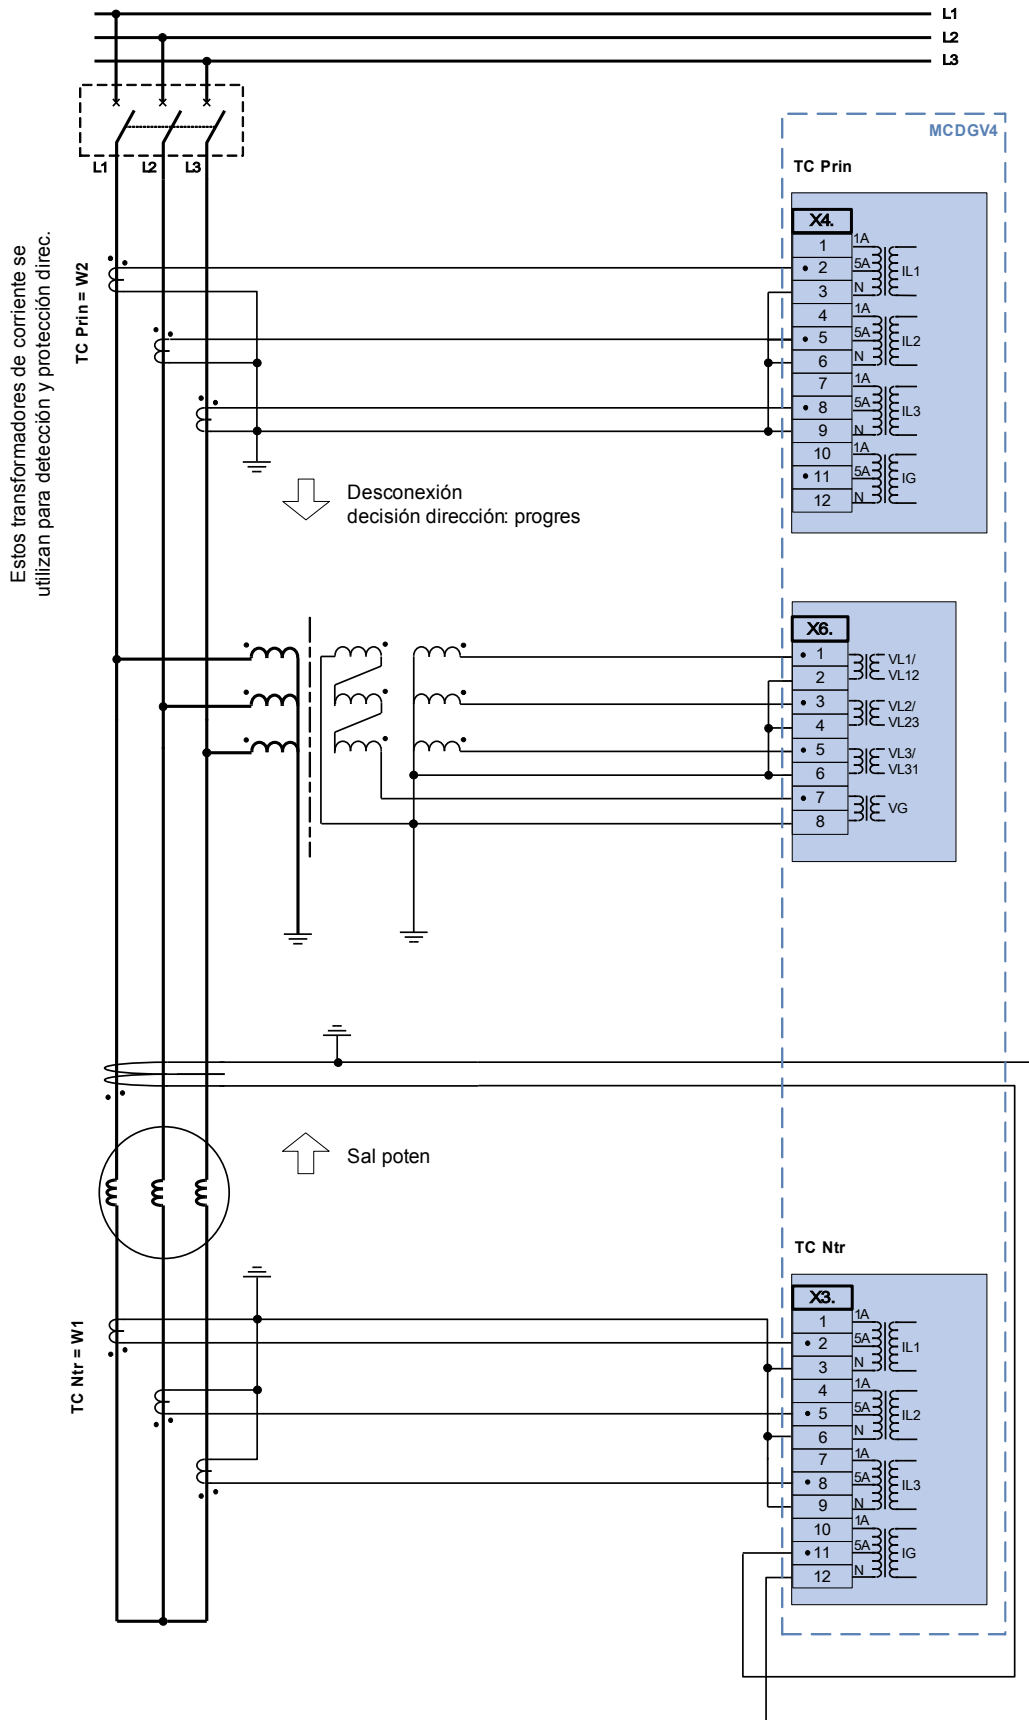 L1
L2
L3
L1
L2
L3
MCDGV4
TC Prin
Estos transformadores de corriente se
utilizan para detección y protección direc.
TC Prin = W2
X4.
1
1A
2
5A
IL1
3
N
4
1A
5
5A
IL2
6
N
7
1A
8
5A
IL3
9
N
10
1A
11
5A
IG
12
N
Desconexión
decisión dirección: progres
X6.
1
VL1/
2
VL12
3
VL2/
4
VL23
5
VL3/
6
VL31
7
VG
8
Sal poten
TC Ntr
TC Ntr = W1
X3.
1
1A
2
5A
IL1
3
N
4
1A
5
5A
IL2
6
N
7
1A
8
5A
IL3
9
N
10
1A
11
5A
IG
12
N